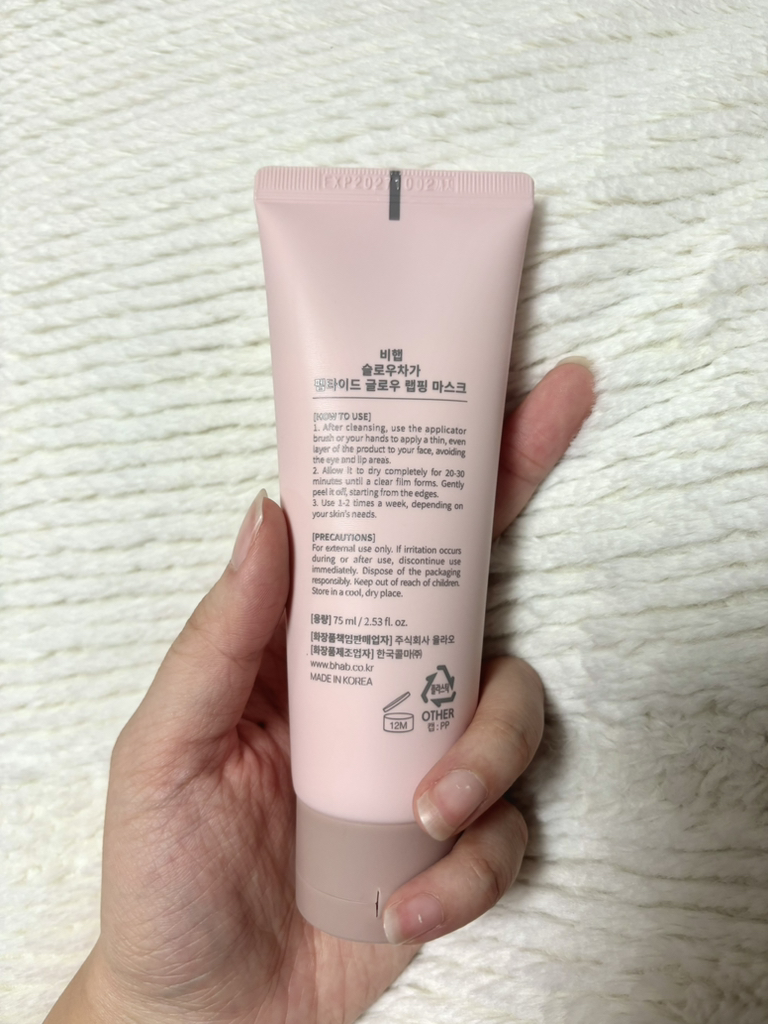 비햅
슬로우차가
글로우 랩핑 마스크
[HOW TO USE]
1. After cleansing, use the applicator
brush or your hands to apply a thin, even
layer of the product to your face, avoiding
the eye and lip areas.
2. Allow it to dry completely for 20-30
minutes until a clear film forms. Gently
peel it off, starting from the edges.
3. Use 1-2 times a week, depending on
your skin's needs.
[PRECAUTIONS]
For external use only. If irritation occurs
during or after use, discontinue use
immediately. Dispose of the packaging
responsibly. Keep out of reach of children.
Store in a cool, dry place.
[용량] 75 ml / 2.53 fl. oz.
[화장품책임판매업자] 주식회사 율라오
[화장품제조업자] 한국콜마㈜
www.bhab.co.kr
MADE IN KOREA
12M
플라스틱
OTHER
캡 : PP